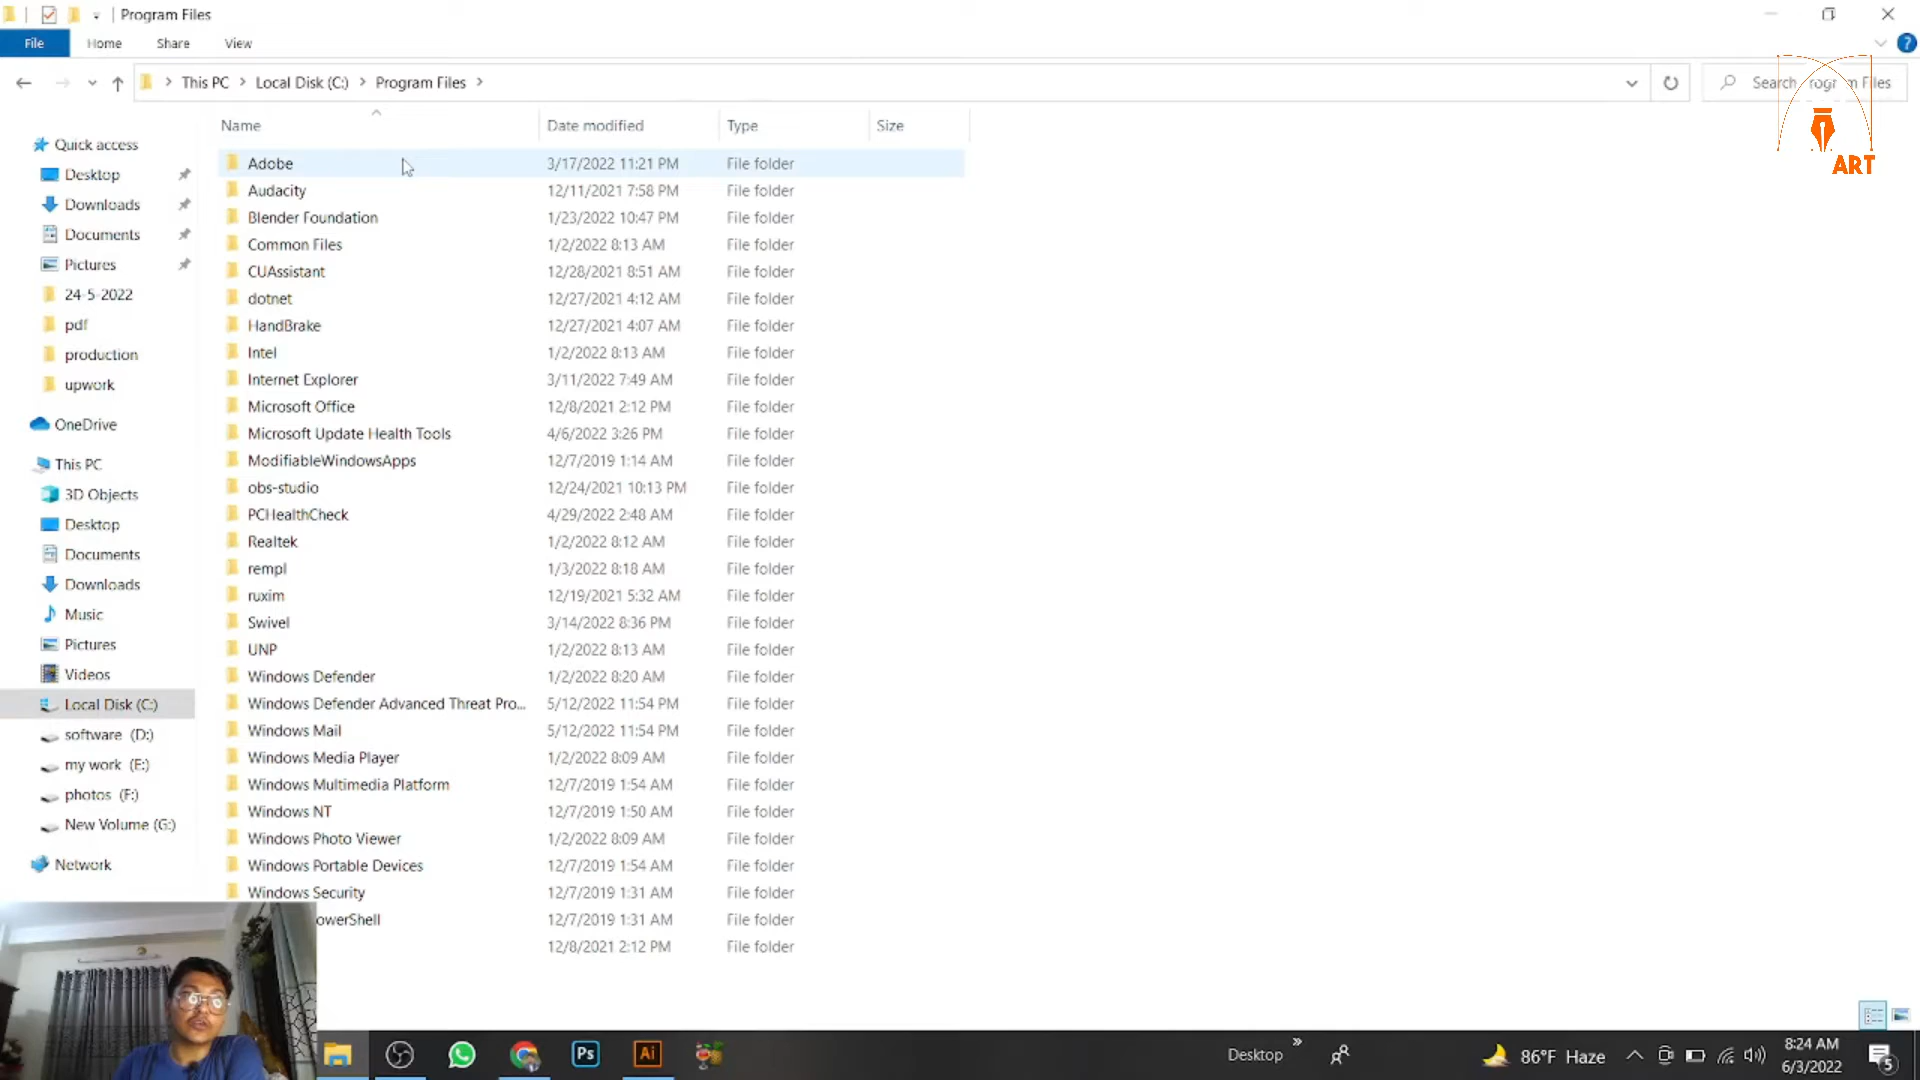 Program Files
File Home Share View
This PC Local Disk (C:) Program Files
Name Date modified Type Size
Quick access
Desktop
Downloads
Documents
Pictures
24-5-2022
pdf
production
upwork
OneDrive
This PC
3D Objects
Desktop
Documents
Downloads
Music
Pictures
Videos
Local Disk (C:)
software (D:)
my work (E:)
photos (F:)
New Volume (G:)
Network
Adobe 3/17/2022 11:21 PM File folder
Audacity 12/11/2021 7:58 PM File folder
Blender Foundation 1/23/2022 10:47 PM File folder
Common Files 1/2/2022 8:13 AM File folder
CUAssistant 12/28/2021 8:51 AM File folder
dotnet 12/27/2021 4:12 AM File folder
HandBrake 12/27/2021 4:07 AM File folder
Intel 1/2/2022 8:13 AM File folder
Internet Explorer 3/11/2022 7:49 AM File folder
Microsoft Office 12/8/2021 2:12 PM File folder
Microsoft Update Health Tools 4/6/2022 3:26 PM File folder
ModifiableWindowsApps 12/7/2019 1:14 AM File folder
obs-studio 12/24/2021 10:13 PM File folder
PCHealthCheck 4/29/2022 2:48 AM File folder
Realtek 1/2/2022 8:12 AM File folder
rempl 1/3/2022 8:18 AM File folder
ruxim 12/19/2021 5:32 AM File folder
Swivel 3/14/2022 8:36 PM File folder
UNP 1/2/2022 8:13 AM File folder
Windows Defender 1/2/2022 8:20 AM File folder
Windows Defender Advanced Threat Pro... 5/12/2022 11:54 PM File folder
Windows Mail 5/12/2022 11:54 PM File folder
Windows Media Player 1/2/2022 8:09 AM File folder
Windows Multimedia Platform 12/7/2019 1:54 AM File folder
Windows NT 12/7/2019 1:50 AM File folder
Windows Photo Viewer 1/2/2022 8:09 AM File folder
Windows Portable Devices 12/7/2019 1:54 AM File folder
Windows Security 12/7/2019 1:31 AM File folder
owerShell 12/7/2019 1:31 AM File folder
12/8/2021 2:12 PM File folder
Search Files
ART
Ps Ai
Desktop
86°F Haze
8:24 AM
6/3/2022
5